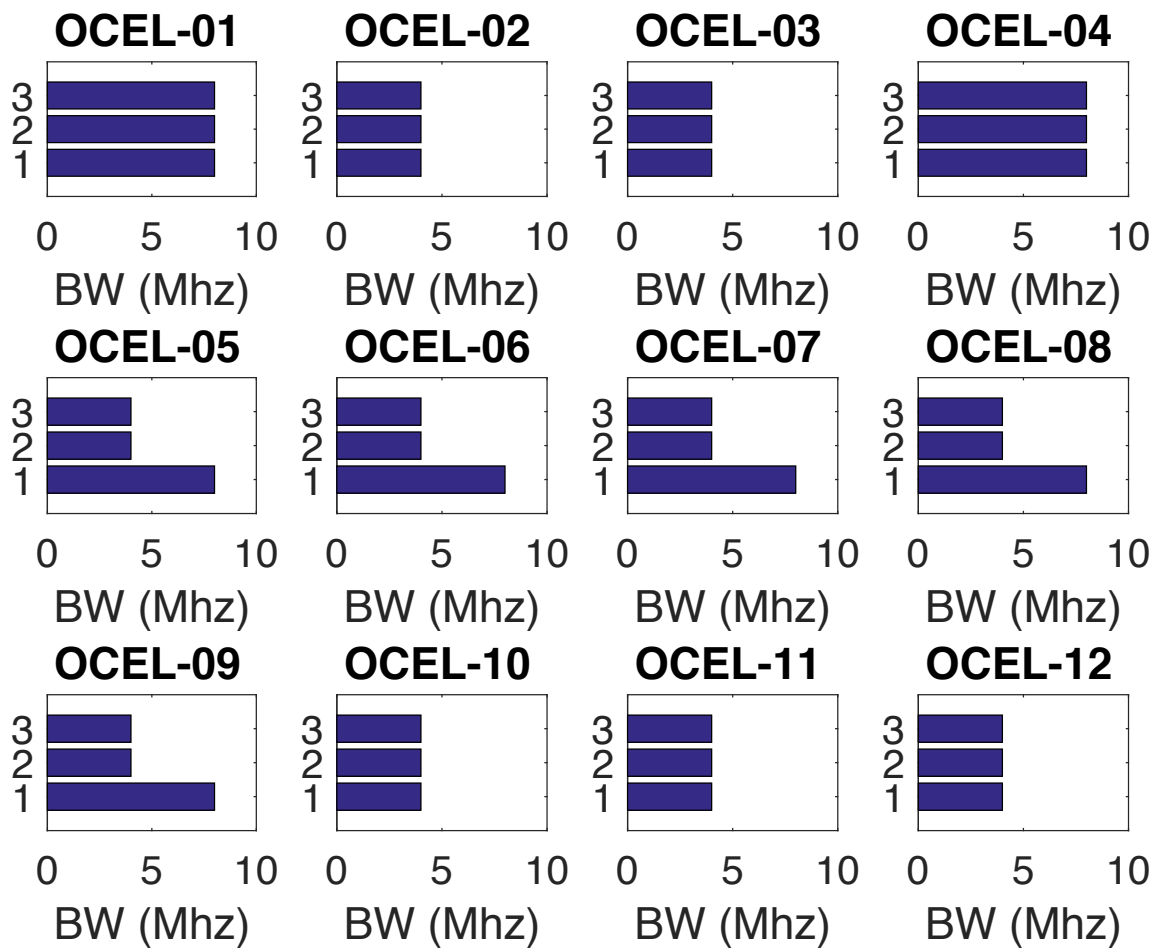 OCEL-01 OCEL-02 OCEL-03 OCEL-04
3 3 3 3
2 2 2 2
1 1 1 1
0 5 10 0 5 10 0 5 10 0 5 10
BW (Mhz) BW (Mhz) BW (Mhz) BW (Mhz)
OCEL-05 OCEL-06 OCEL-07 OCEL-08
3 3 3 3
2 2 2 2
1 1 1 1
0 5 10 0 5 10 0 5 10 0 5 10
BW (Mhz) BW (Mhz) BW (Mhz) BW (Mhz)
OCEL-09 OCEL-10 OCEL-11 OCEL-12
3 3 3 3
2 2 2 2
1 1 1 1
0 5 10 0 5 10 0 5 10 0 5 10
BW (Mhz) BW (Mhz) BW (Mhz) BW (Mhz)